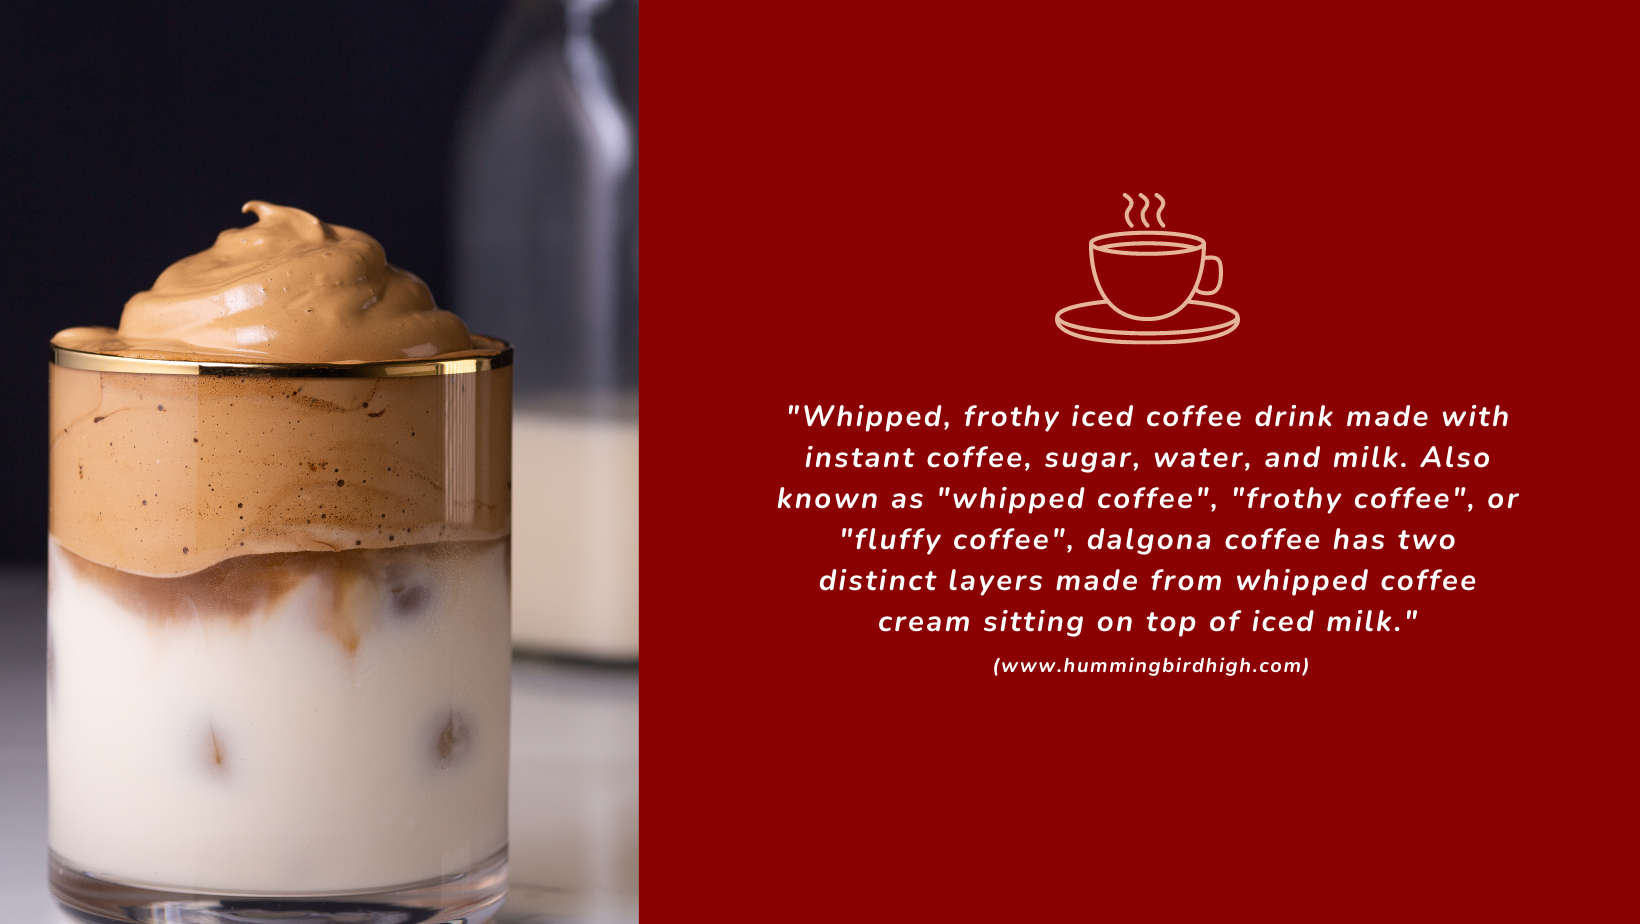 "Whipped, frothy iced coffee drink made with
instant coffee, sugar, water, and milk. Also
known as "whipped coffee", "frothy coffee", or
"fluffy coffee", dalgona coffee has two
distinct layers made from whipped coffee
cream sitting on top of iced milk."
(www.hummingbirdhigh.com)